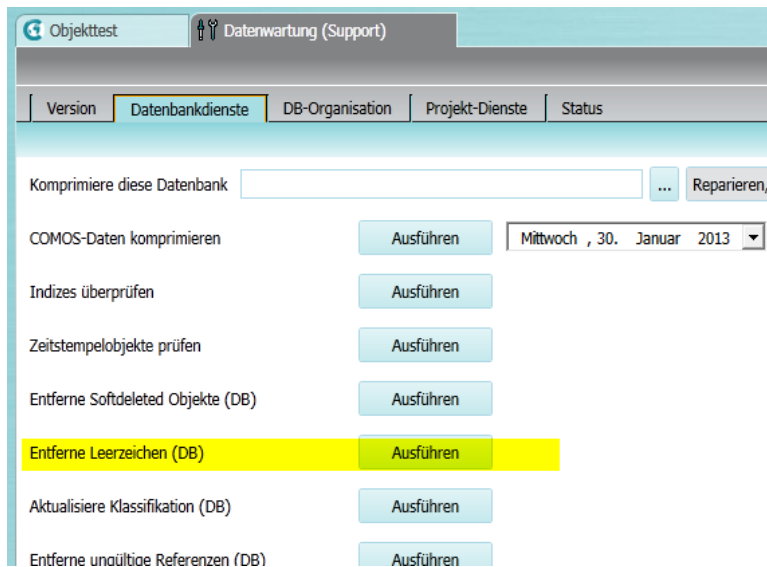 Objekttest Datenwartung (Support)
Version Datenbankdienste DB-Organisation Projekt-Dienste Status
Komprimiere diese Datenbank ... Reparieren,
COMOS-Daten komprimieren Ausführen Mittwoch , 30. Januar 2013
Indizes überprüfen Ausführen
Zeitstempelobjekte prüfen Ausführen
Entferne Softdeleted Objekte (DB) Ausführen
Entferne Leerzeichen (DB) Ausführen
Aktualisiere Klassifikation (DB) Ausführen
Entferne ungültige Referenzen (DB) Ausführen